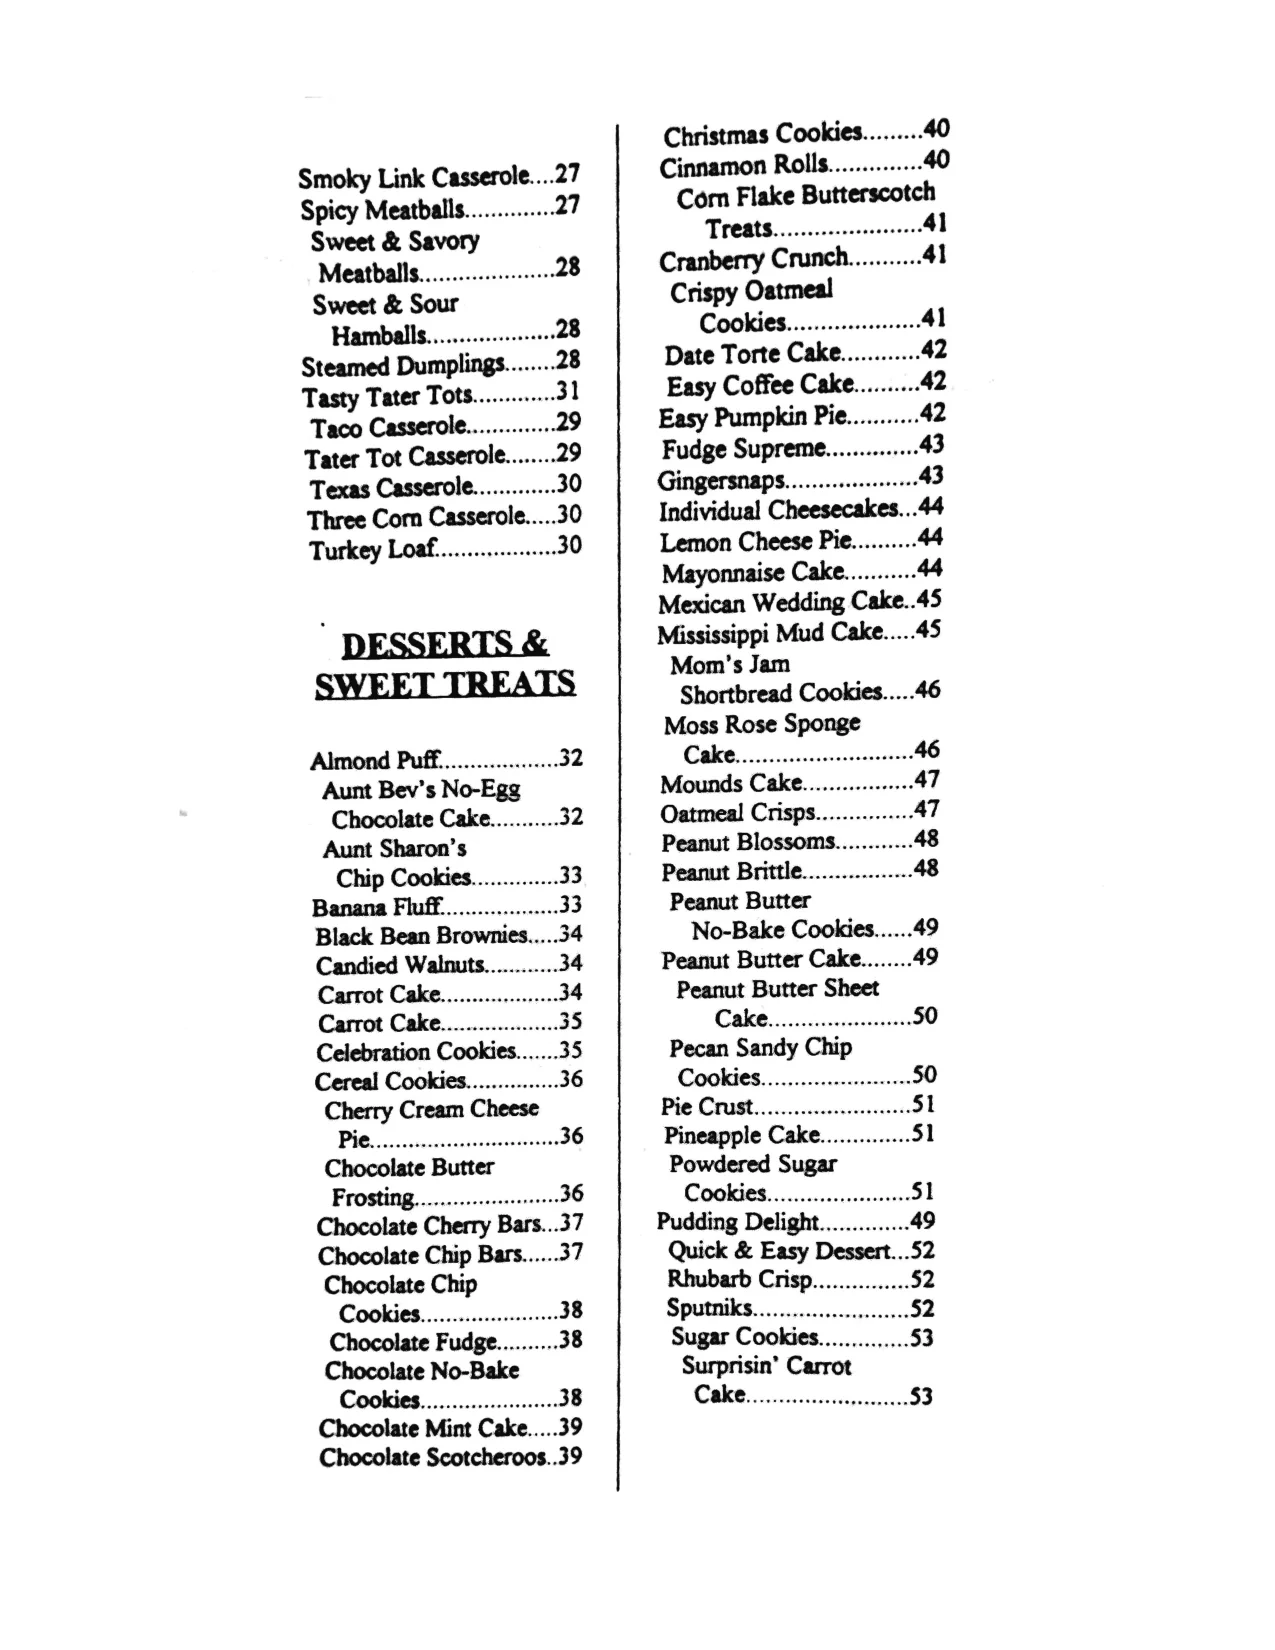 Smoky Link Casserole....27
Spicy Meatballs..............27
Sweet & Savory
Meatballs.....................28
Sweet & Sour
Hamballs....................28
Steamed Dumplings........28
Tasty Tater Tots.............31
Taco Casserole..............29
Tater Tot Casserole........29
Texas Casserole.............30
Three Corn Casserole.....30
Turkey Loaf...................30
DESSERTS &
SWEET TREATS
Almond Puff...................32
Aunt Bev's No-Egg
Chocolate Cake...........32
Aunt Sharon's
Chip Cookies..............33
Banana Fluff...................33
Black Bean Brownies.....34
Candied Walnuts............34
Carrot Cake...................34
Carrot Cake...................35
Celebration Cookies.......35
Cereal Cookies...............36
Cherry Cream Cheese
Pie..............................36
Chocolate Butter
Frosting.......................36
Chocolate Cherry Bars...37
Chocolate Chip Bars......37
Chocolate Chip
Cookies......................38
Chocolate Fudge..........38
Chocolate No-Bake
Cookies......................38
Chocolate Mint Cake.....39
Chocolate Scotcheroos..39
Christmas Cookies.........40
Cinnamon Rolls..............40
Corn Flake Butterscotch
Treats.......................41
Cranberry Crunch...........41
Crispy Oatmeal
Cookies.....................41
Date Torte Cake............42
Easy Coffee Cake..........42
Easy Pumpkin Pie...........42
Fudge Supreme..............43
Gingersnaps....................43
Individual Cheesecakes...44
Lemon Cheese Pie..........44
Mayonnaise Cake...........44
Mexican Wedding Cake..45
Mississippi Mud Cake.....45
Mom's Jam
Shortbread Cookies.....46
Moss Rose Sponge
Cake...........................46
Mounds Cake.................47
Oatmeal Crisps...............47
Peanut Blossoms............48
Peanut Brittle.................48
Peanut Butter
No-Bake Cookies......49
Peanut Butter Cake........49
Peanut Butter Sheet
Cake......................50
Pecan Sandy Chip
Cookies.......................50
Pie Crust........................51
Pineapple Cake..............51
Powdered Sugar
Cookies......................51
Pudding Delight..............49
Quick & Easy Dessert...52
Rhubarb Crisp...............52
Sputniks........................52
Sugar Cookies..............53
Surprisin' Carrot
Cake.........................53